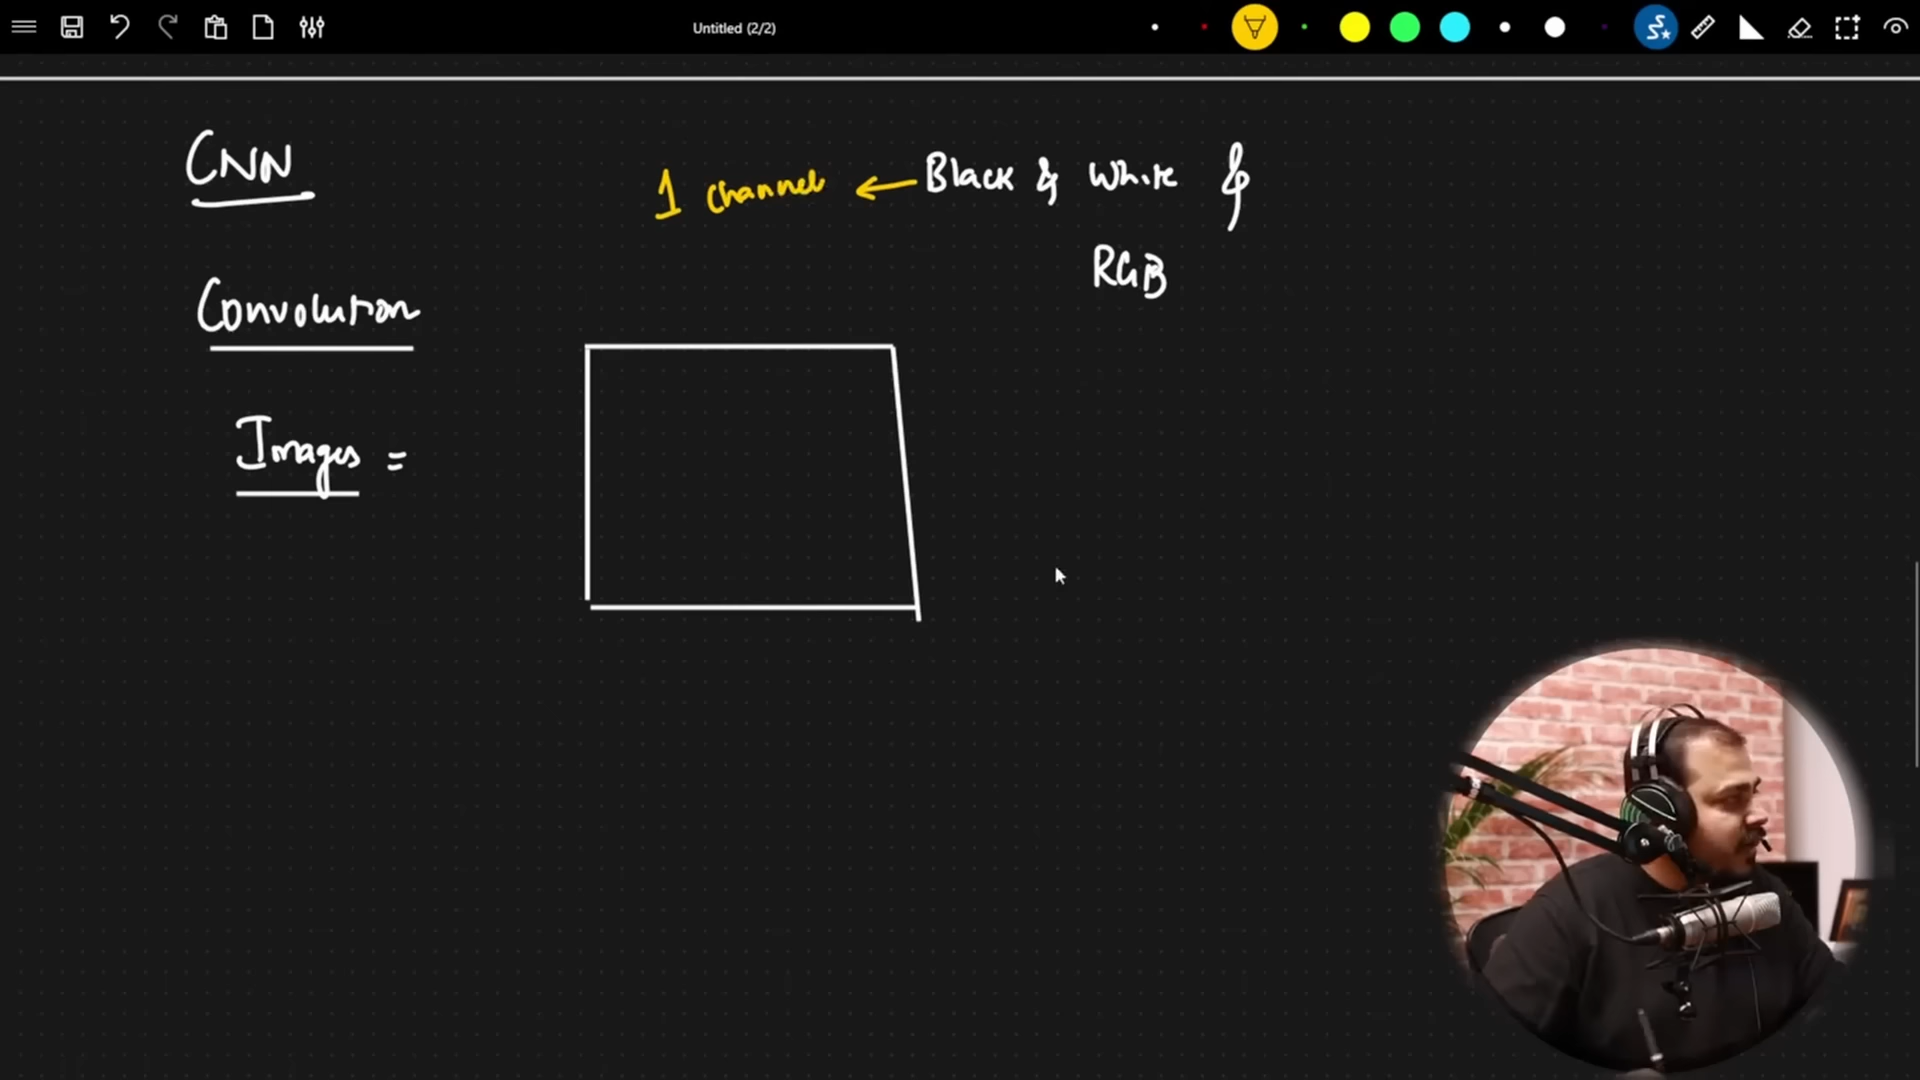 Untitled (2/2)
CNN
1 channel ← Black & White &
RGB
Convolution
Images =